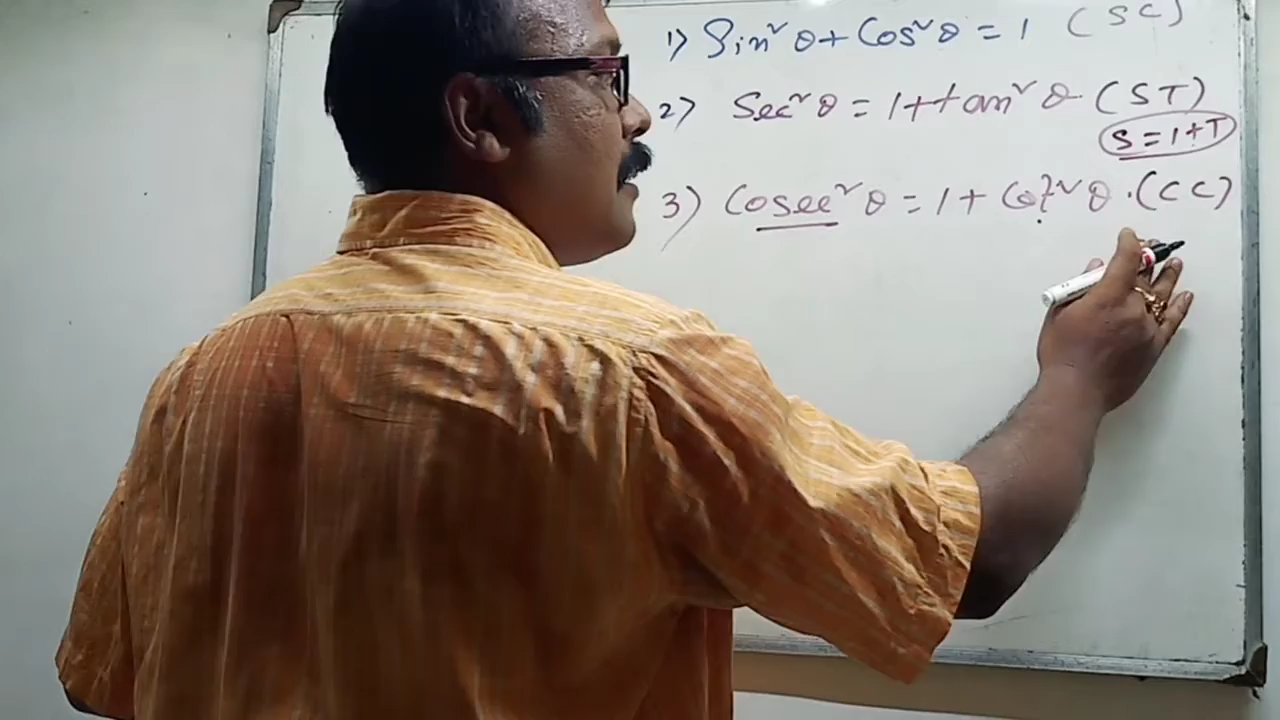 1) Sin²θ + Cos²θ = 1 (SC)
2) Sec²θ = 1 + tan²θ (ST)
S = 1 + T
3) Cosec²θ = 1 + Cot²θ . (CC)